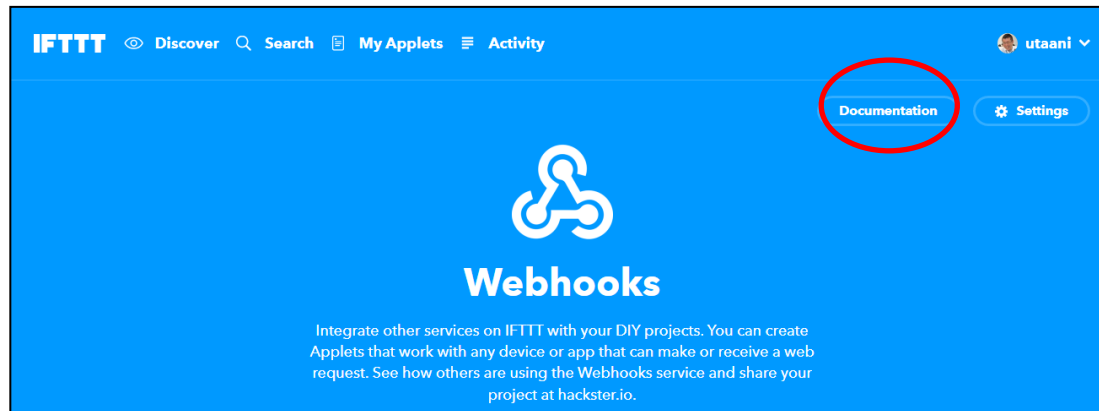 IFTTT Discover Search My Applets Activity utaani
Documentation Settings
Webhooks
Integrate other services on IFTTT with your DIY projects. You can create
Applets that work with any device or app that can make or receive a web
request. See how others are using the Webhooks service and share your
project at hackster.io.